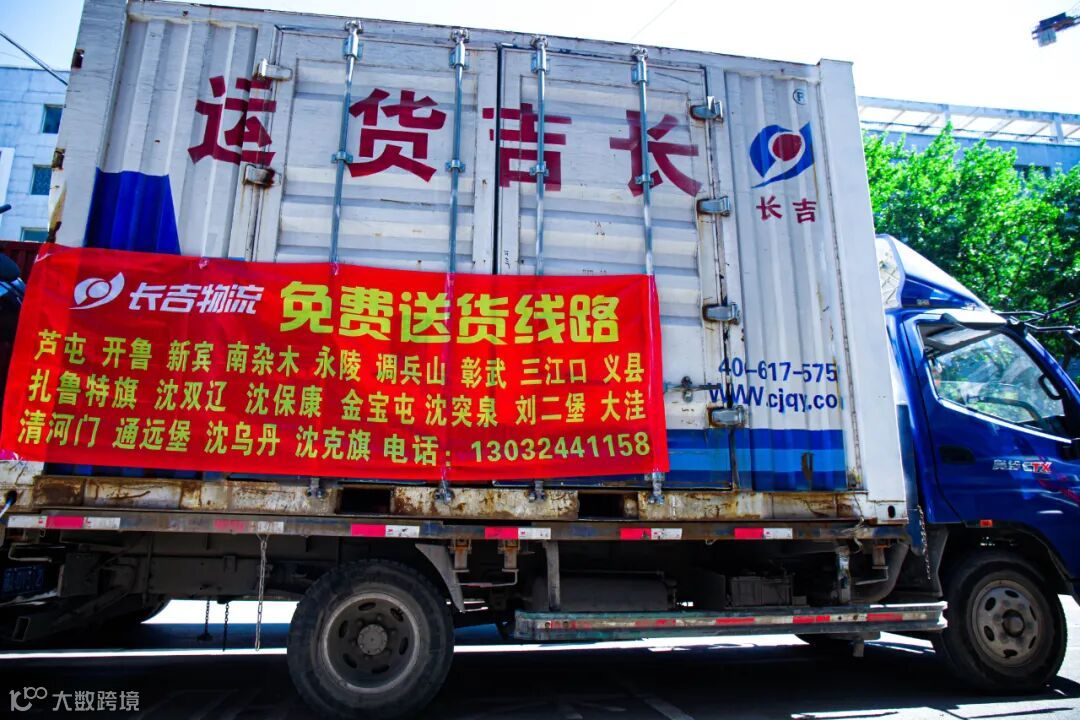 运货吉长
长吉
长吉物流 免费送货线路
芦屯 开鲁 新宾 南杂木 永陵 调兵山 彰武 三江口 义县
扎鲁特旗 沈双辽 沈保康 金宝屯 沈突泉 刘二堡 大洼
清河门 通远堡 沈乌丹 沈克旗 电话：13032441158
40-617-575
WWW.cjqy.co
CTX
大数跨境